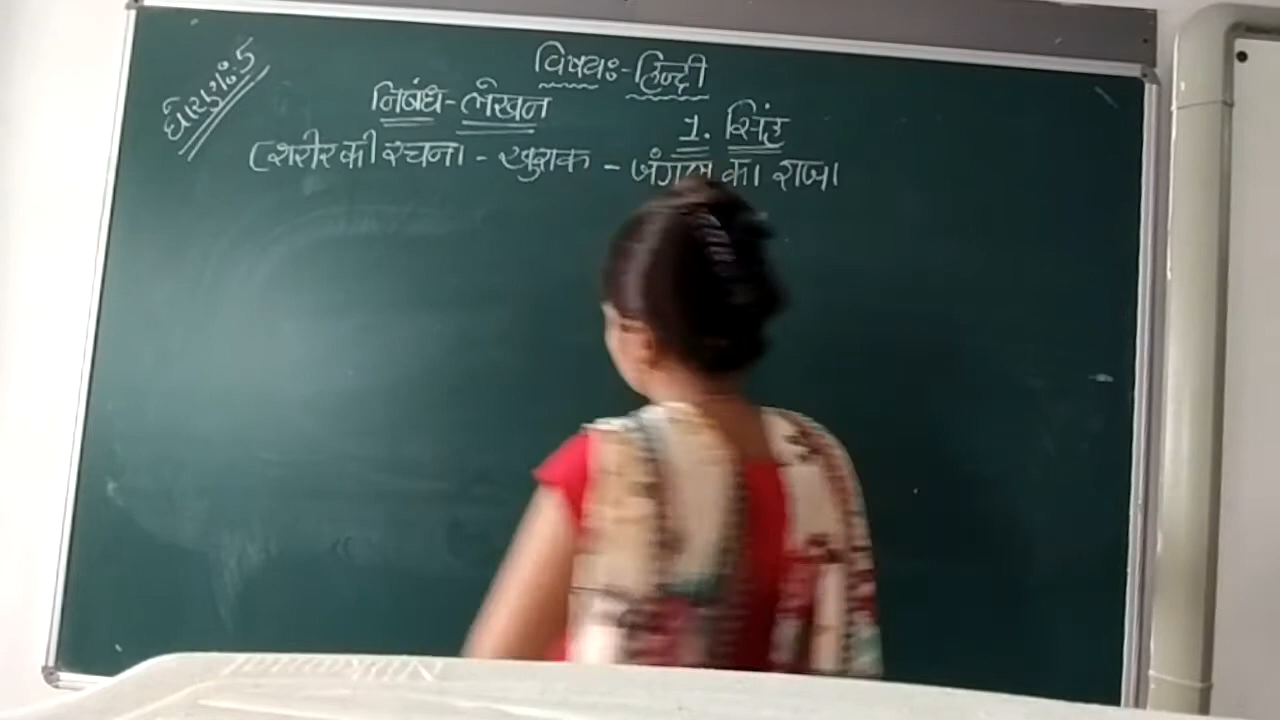 धोरण नं. 5
विषयः- हिन्दी
निबंध - लेखन
1. सिंह
(शरीर की रचना - खुराक - जंगल का राजा